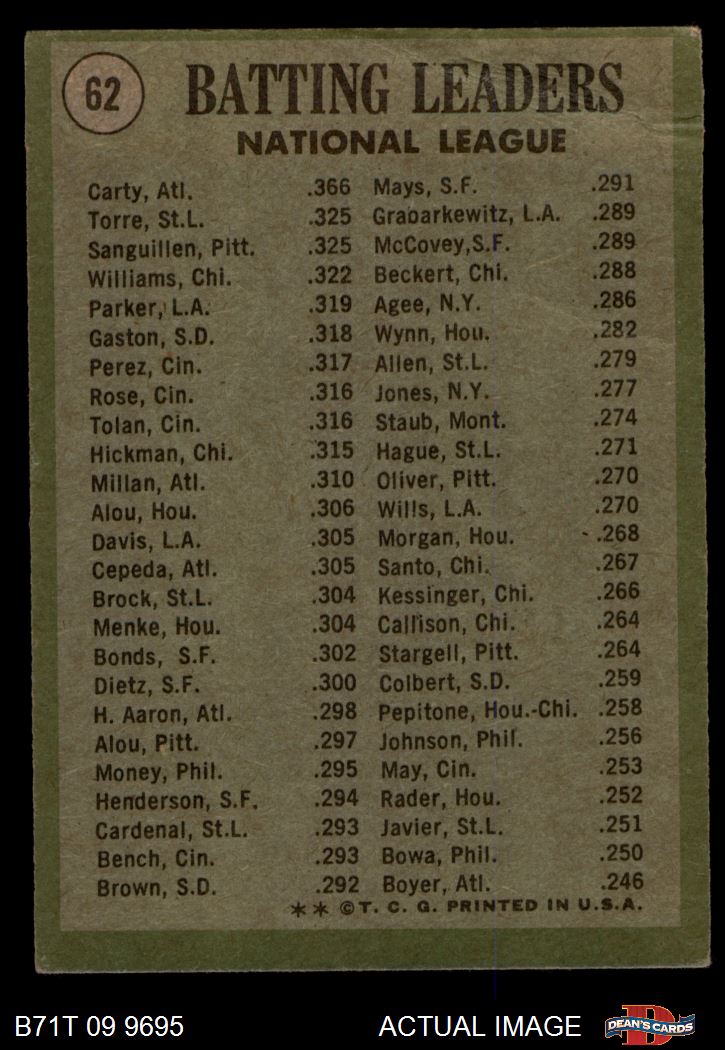 62
BATTING LEADERS
NATIONAL LEAGUE
Carty, Atl. .366
Torre, St.L. .325
Sanguillen, Pitt. .325
Williams, Chi. .322
Parker, L.A. .319
Gaston, S.D. .318
Perez, Cin. .317
Rose, Cin. .316
Tolan, Cin. .316
Hickman, Chi. .315
Millan, Atl. .310
Alou, Hou. .306
Davis, L.A. .305
Cepeda, Atl. .305
Brock, St.L. .304
Menke, Hou. .304
Bonds, S.F. .302
Dietz, S.F. .300
H. Aaron, Atl. .298
Alou, Pitt. .297
Money, Phil. .295
Henderson, S.F. .294
Cardenal, St.L. .293
Bench, Cin. .293
Brown, S.D. .292
Mays, S.F. .291
Grabarkewitz, L.A. .289
McCovey,S.F. .289
Beckert, Chi. .288
Agee, N.Y. .286
Wynn, Hou. .282
Allen, St.L. .279
Jones, N.Y. .277
Staub, Mont. .274
Hague, St.L. .271
Oliver, Pitt. .270
Wills, L.A. .270
Morgan, Hou. .268
Santo, Chi. .267
Kessinger, Chi. .266
Callison, Chi. .264
Stargell, Pitt. .264
Colbert, S.D. .259
Pepitone, Hou.-Chi. .258
Johnson, Phil. .256
May, Cin. .253
Rader, Hou. .252
Javier, St.L. .251
Bowa, Phil. .250
Boyer, Atl. .246
** ©T. C. G. PRINTED IN U.S.A.
B71T 09 9695
ACTUAL IMAGE
D
DEAN'S CARDS